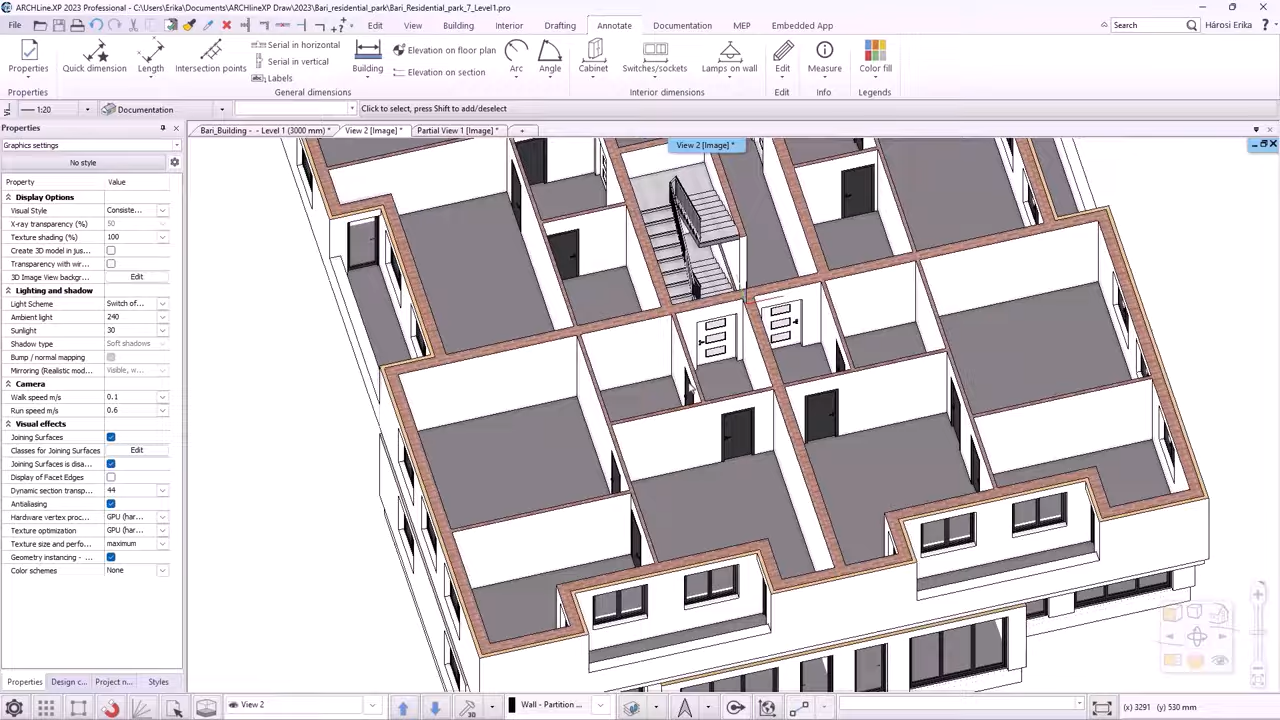 ARCHLine.XP 2023 Professional - C:\Users\Erika\ARCHlineXP Draw\2023\Bari_residential_park\Bari_Residential_park_7_Level1.pro
File Edit View Building Interior Drafting Annotate Documentation MEP Embedded App Search Hárosi Erika ?
Properties Quick dimension Length Intersection points Serial in horizontal Serial in vertical Labels Building Elevation on floor plan Elevation on section Arc Angle Cabinet Switches/sockets Lamps on wall Edit Measure Color fill
Properties General dimensions Interior dimensions Edit Info Legends
1:20 Documentation Click to select, press Shift to add/deselect
Properties
Bari_Building - - Level 1 (3000 mm) * View 2 [Image] * Partial View 1 [Image] * +
Graphics settings View 2 [Image] *
No style
Property Value
Display Options
Visual Style Consiste...
X-ray transparency (%) 50
Texture shading (%) 100
Create 3D model in jus...
Transparency with wir...
3D Image View backgr... Edit
Lighting and shadow
Light Scheme Switch of...
Ambient light 240
Sunlight 30
Shadow type Soft shadows
Bump / normal mapping
Mirroring (Realistic mod... Visible, w...
Camera
Walk speed m/s 0.1
Run speed m/s 0.6
Visual effects
Joining Surfaces
Classes for Joining Surfaces Edit
Joining Surfaces is disa...
Display of Facet Edges
Dynamic section transp... 44
Antialiasing
Hardware vertex proc... GPU (har...
Texture optimization GPU (har...
Texture size and perfo... maximum
Geometry instancing - ...
Color schemes None
Properties Design c... Project n... Styles
View 2 Wall - Partition ... (x) 3291 (y) 530 mm